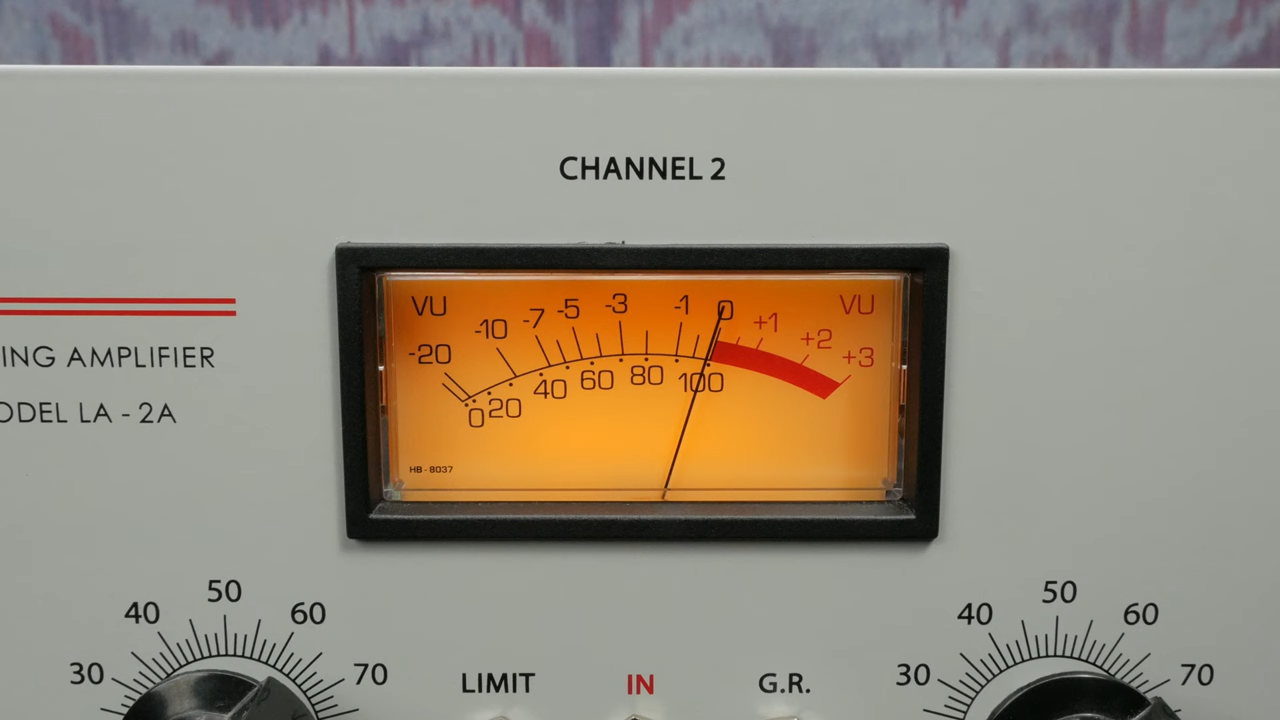 CHANNEL 2
VU -20 -10 -7 -5 -3 -1 0 +1 +2 +3 VU
0 20 40 60 80 100
HB - 8037
ING AMPLIFIER
ODEL LA - 2A
30 40 50 60 70
LIMIT IN G.R.
30 40 50 60 70